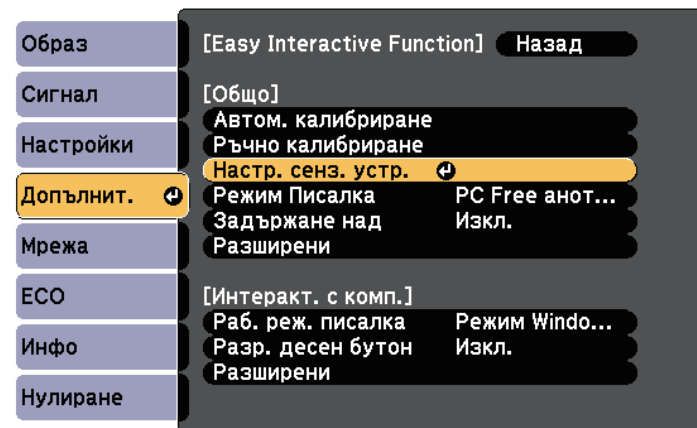 Образ
Сигнал
Настройки
Допълнит.
Мрежа
ECO
Инфо
Нулиране
[Easy Interactive Function] Назад
[Общо]
Автом. калибриране
Ръчно калибриране
Настр. сенз. устр.
Режим Писалка PC Free анот...
Задържане над Изкл.
Разширени
[Интеракт. с комп.]
Раб. реж. писалка Режим Windo...
Разр. десен бутон Изкл.
Разширени